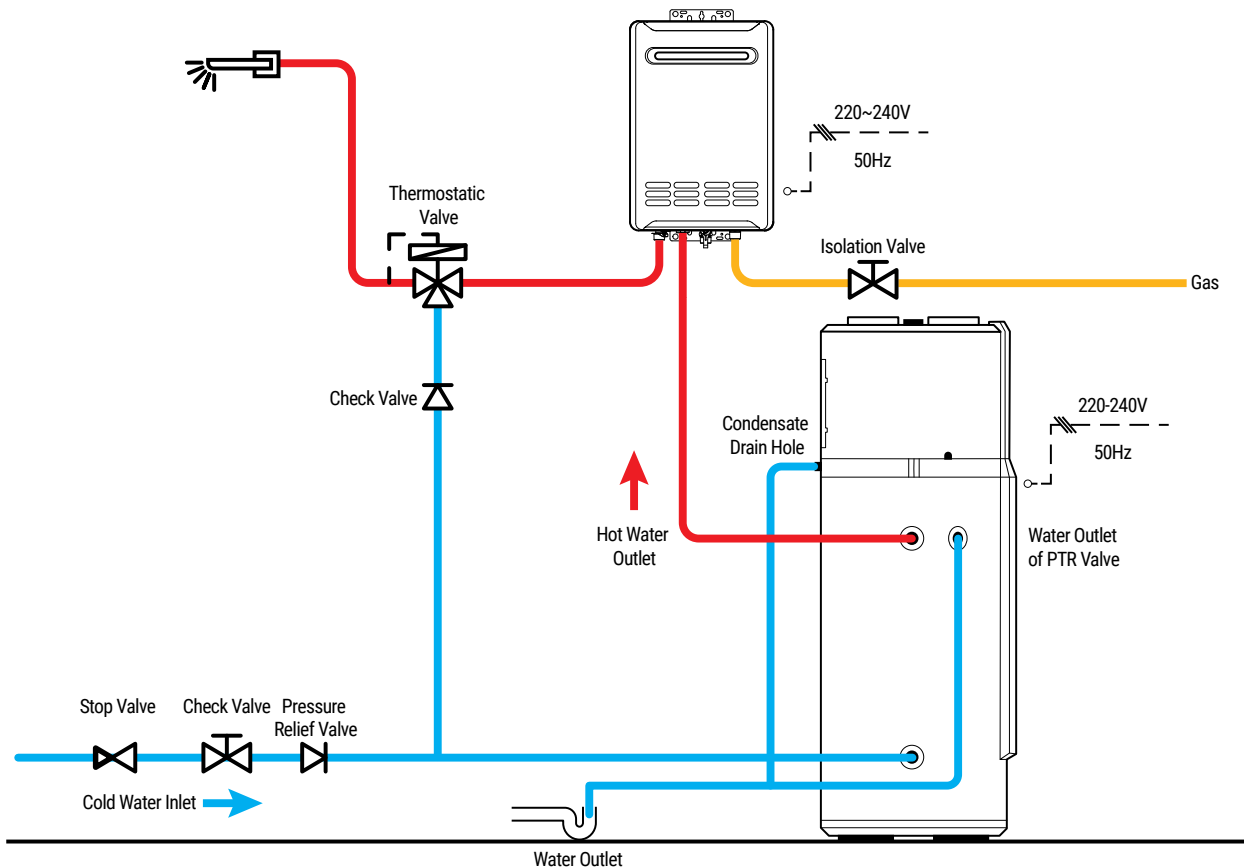 220~240V
50Hz
Thermostatic
Valve
Isolation Valve
Gas
Check Valve
220-240V
50Hz
Condensate
Drain Hole
Hot Water
Outlet
Water Outlet
of PTR Valve
Stop Valve
Check Valve
Pressure
Relief Valve
Cold Water Inlet
Water Outlet